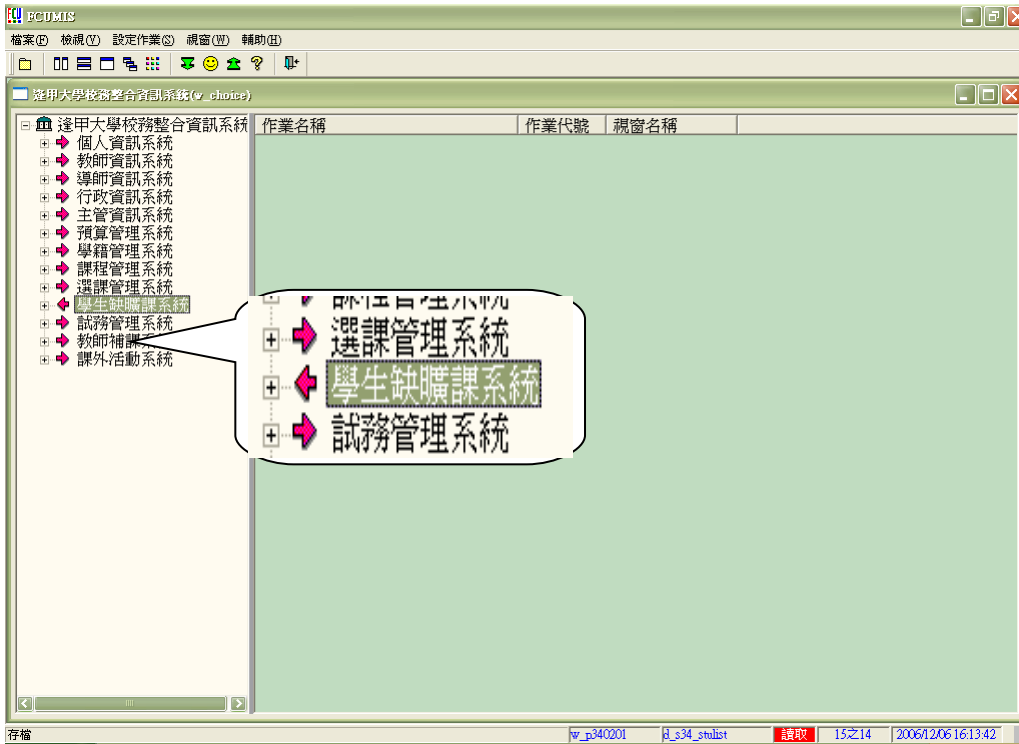 FCUMIS
檔案(F) 檢視(V) 設定作業(S) 視窗(W) 輔助(H)
逢甲大學校務整合資訊系統(w_choice)
逢甲大學校務整合資訊系統
作業名稱 作業代號 視窗名稱
個人資訊系統
教師資訊系統
導師資訊系統
行政資訊系統
主管資訊系統
預算管理系統
學籍管理系統
課程管理系統
選課管理系統
學生缺曠課系統
試務管理系統
教師補課系統
課外活動系統
課程管理系統
選課管理系統
學生缺曠課系統
試務管理系統
存檔 w_p340201 d_s34_stulist 讀取 15之14 2006/12/06 16:13:42